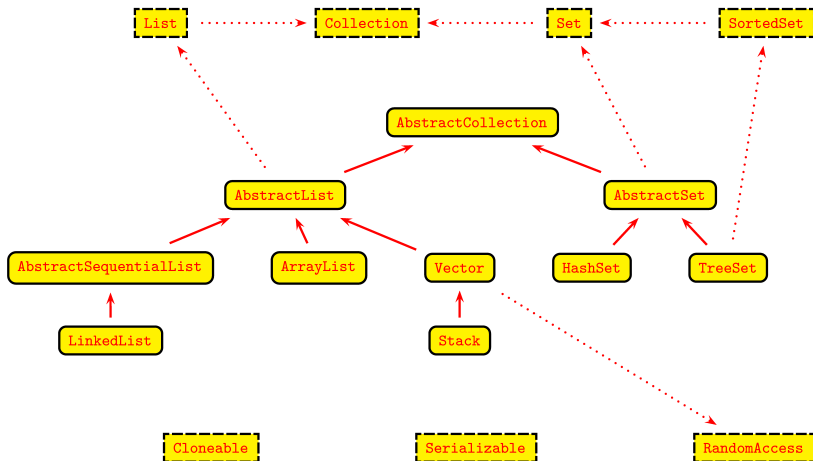 List Collection Set SortedSet
AbstractCollection
AbstractList AbstractSet
AbstractSequentialList ArrayList Vector HashSet TreeSet
LinkedList Stack
Cloneable Serializable RandomAccess